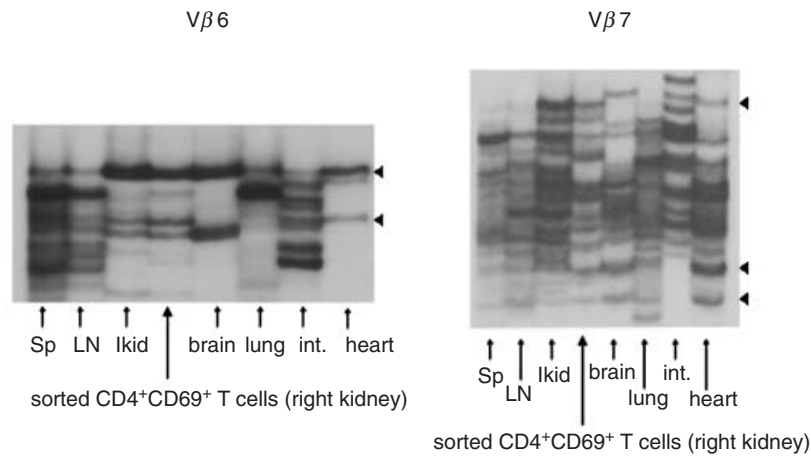 Vβ6
Vβ7
Sp LN lkid brain lung int. heart
sorted CD4⁺CD69⁺ T cells (right kidney)
Sp LN lkid brain lung int. heart
sorted CD4⁺CD69⁺ T cells (right kidney)